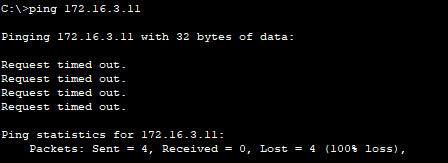 C:\>ping 172.16.3.11
Pinging 172.16.3.11 with 32 bytes of data:
Request timed out.
Request timed out.
Request timed out.
Request timed out.
Ping statistics for 172.16.3.11:
    Packets: Sent = 4, Received = 0, Lost = 4 (100% loss),